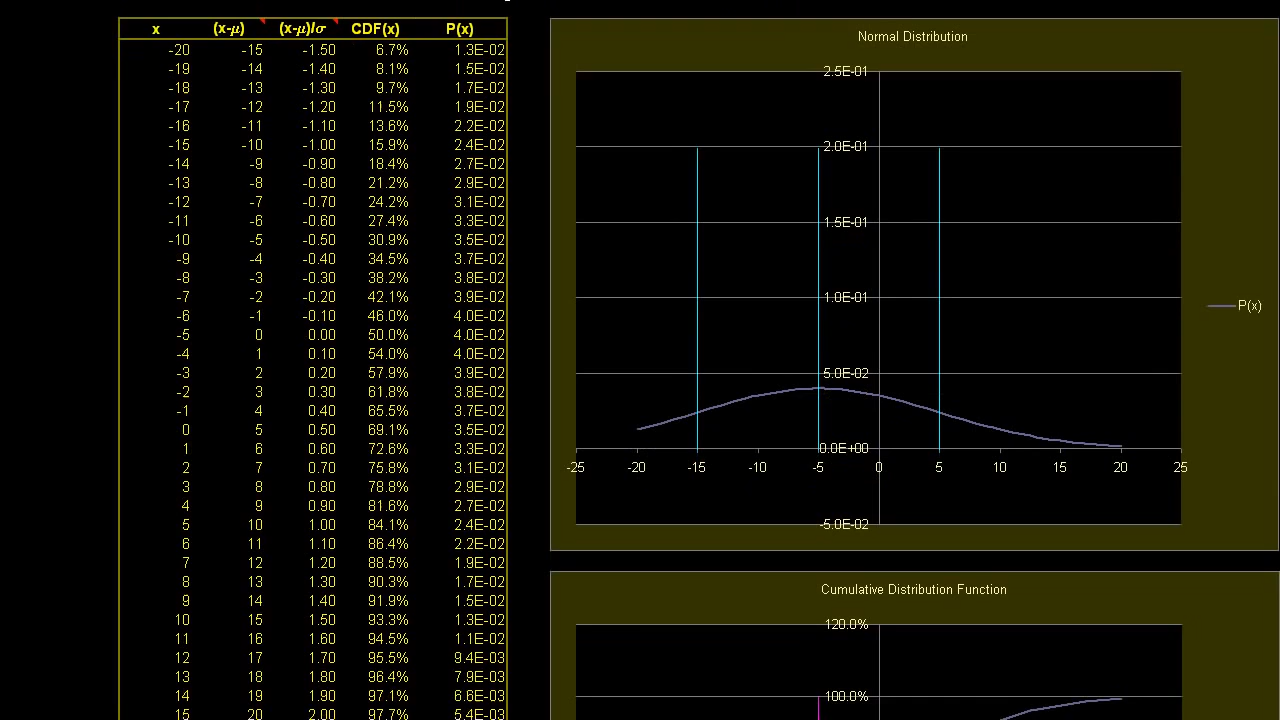 x (x-μ) (x-μ)/σ CDF(x) P(x)
-20 -15 -1.50 6.7% 1.3E-02
-19 -14 -1.40 8.1% 1.5E-02
-18 -13 -1.30 9.7% 1.7E-02
-17 -12 -1.20 11.5% 1.9E-02
-16 -11 -1.10 13.6% 2.2E-02
-15 -10 -1.00 15.9% 2.4E-02
-14 -9 -0.90 18.4% 2.7E-02
-13 -8 -0.80 21.2% 2.9E-02
-12 -7 -0.70 24.2% 3.1E-02
-11 -6 -0.60 27.4% 3.3E-02
-10 -5 -0.50 30.9% 3.5E-02
-9 -4 -0.40 34.5% 3.7E-02
-8 -3 -0.30 38.2% 3.8E-02
-7 -2 -0.20 42.1% 3.9E-02
-6 -1 -0.10 46.0% 4.0E-02
-5 0 0.00 50.0% 4.0E-02
-4 1 0.10 54.0% 4.0E-02
-3 2 0.20 57.9% 3.9E-02
-2 3 0.30 61.8% 3.8E-02
-1 4 0.40 65.5% 3.7E-02
0 5 0.50 69.1% 3.5E-02
1 6 0.60 72.6% 3.3E-02
2 7 0.70 75.8% 3.1E-02
3 8 0.80 78.8% 2.9E-02
4 9 0.90 81.6% 2.7E-02
5 10 1.00 84.1% 2.4E-02
6 11 1.10 86.4% 2.2E-02
7 12 1.20 88.5% 1.9E-02
8 13 1.30 90.3% 1.7E-02
9 14 1.40 91.9% 1.5E-02
10 15 1.50 93.3% 1.3E-02
11 16 1.60 94.5% 1.1E-02
12 17 1.70 95.5% 9.4E-03
13 18 1.80 96.4% 7.9E-03
14 19 1.90 97.1% 6.6E-03
15 20 2.00 97.7% 5.4E-03
Normal Distribution
2.5E-01
2.0E-01
1.5E-01
1.0E-01
P(x)
5.0E-02
0.0E+00
-25 -20 -15 -10 -5 0 5 10 15 20 25
-5.0E-02
Cumulative Distribution Function
120.0%
100.0%